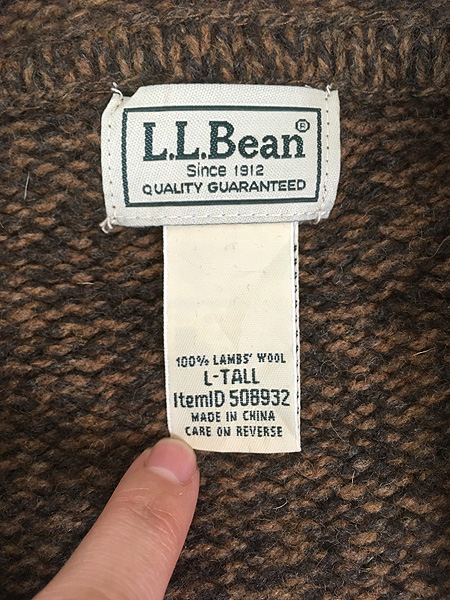 L.L.Bean®
Since 1912
QUALITY GUARANTEED
100% LAMBS' WOOL
L-TALL
ItemID 508932
MADE IN CHINA
CARE ON REVERSE